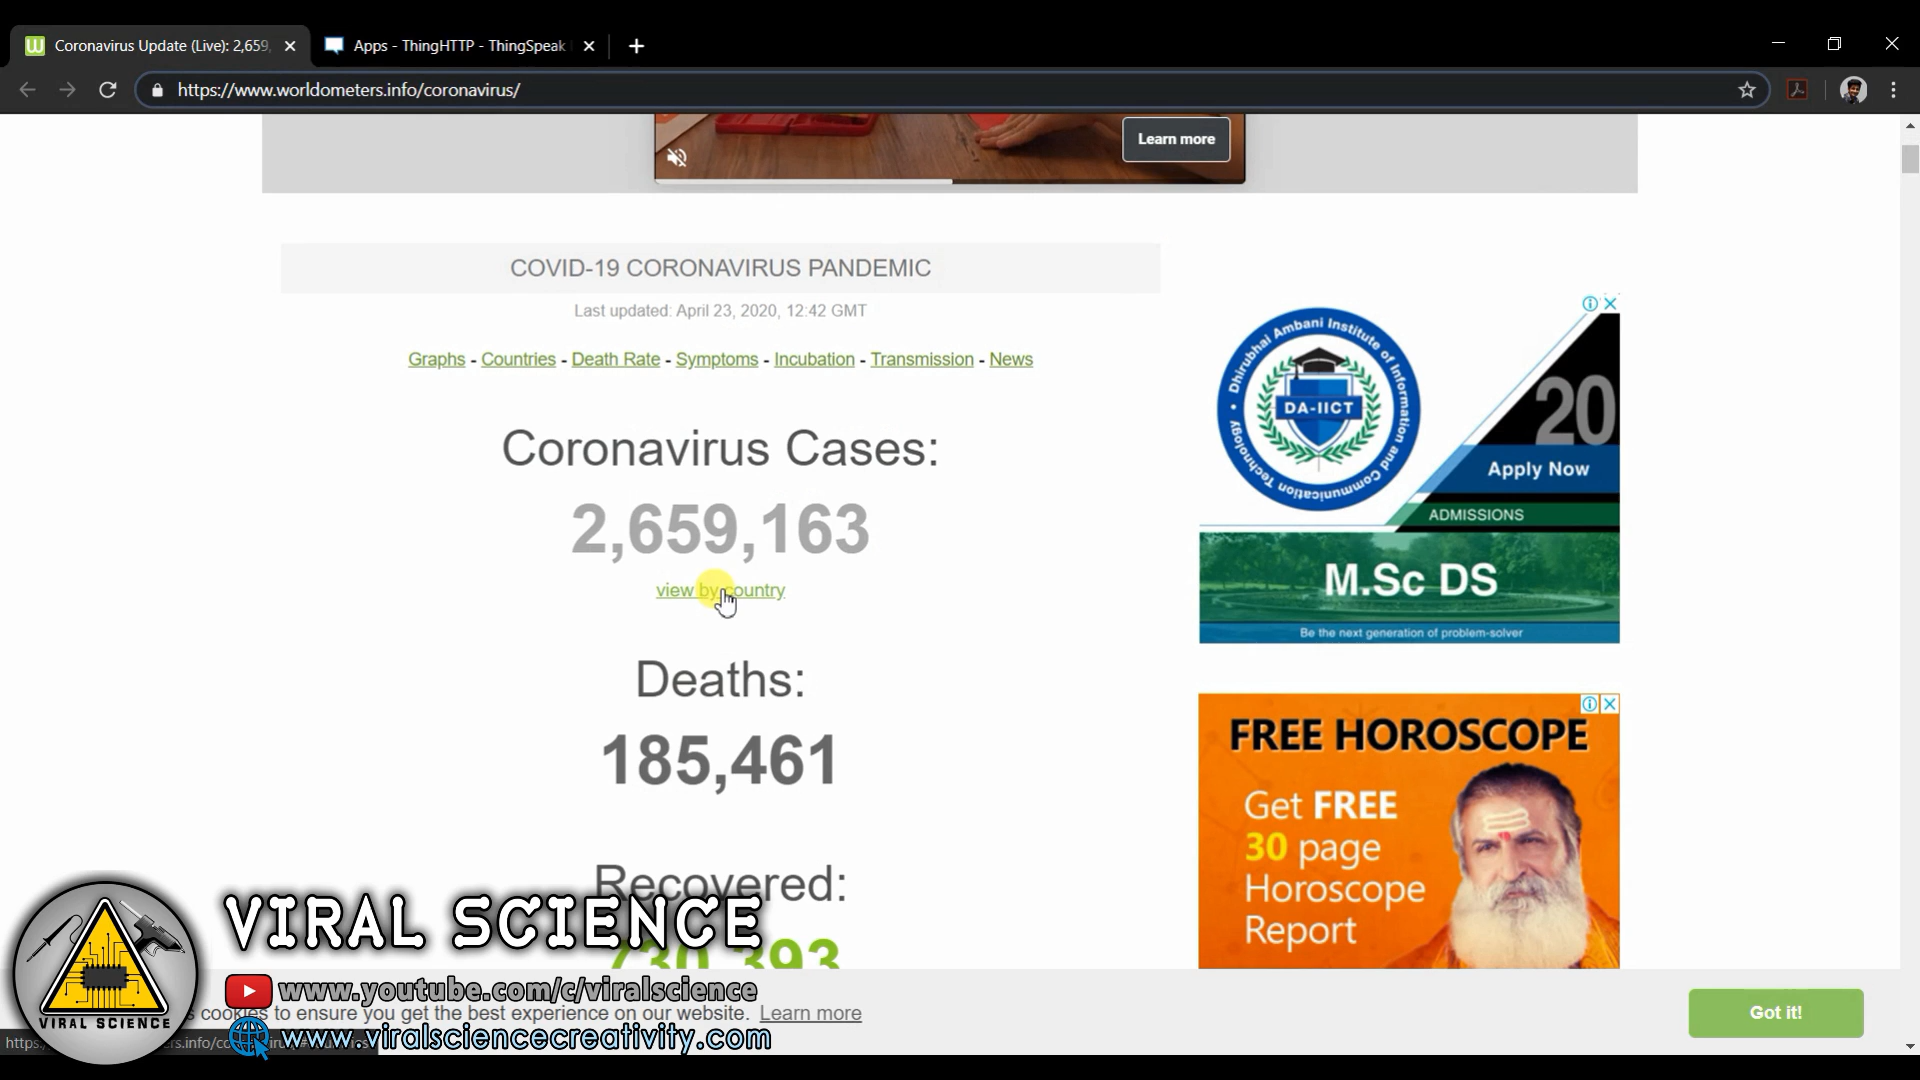 Coronavirus Update (Live): 2,659,
Apps - ThingHTTP - ThingSpeak
https://www.worldometers.info/coronavirus/
Learn more
COVID-19 CORONAVIRUS PANDEMIC
Last updated: April 23, 2020, 12:42 GMT
Graphs - Countries - Death Rate - Symptoms - Incubation - Transmission - News
Coronavirus Cases:
2,659,163
view by country
Deaths:
185,461
Recovered:
730,393
Dhirubhai Ambani Institute of Information and Communication Technology
DA-IICT
20
Apply Now
ADMISSIONS
M.Sc DS
Be the next generation of problem-solver
FREE HOROSCOPE
Get FREE
30 page
Horoscope
Report
VIRAL SCIENCE
www.youtube.com/c/viralscience
cookies to ensure you get the best experience on our website. Learn more
Got it!
www.viralsciencecreativity.com
VIRAL SCIENCE